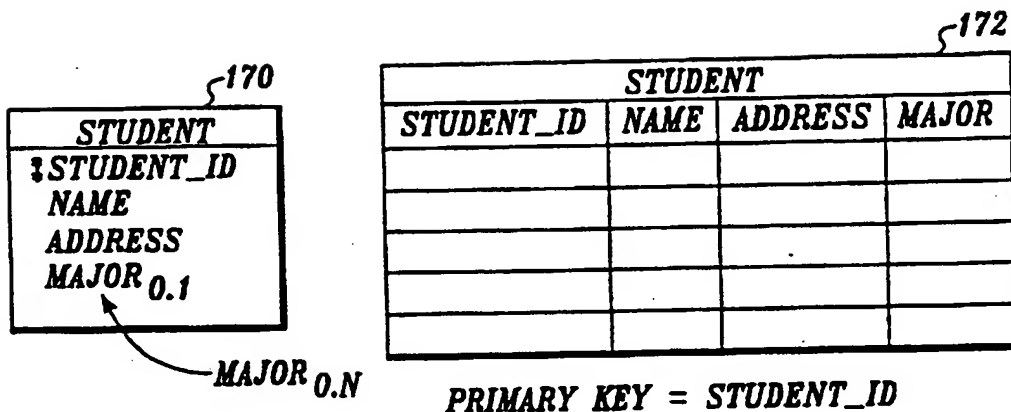 170
STUDENT
‡STUDENT_ID
NAME
ADDRESS
MAJOR 0.1
MAJOR 0.N
172
STUDENT
STUDENT_ID NAME ADDRESS MAJOR
PRIMARY KEY = STUDENT_ID